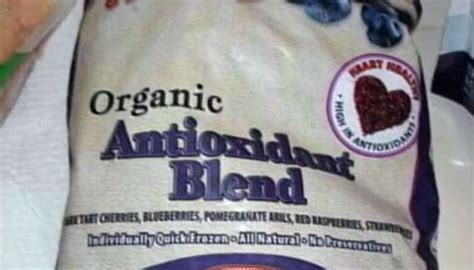 Organic
HEART HEALTHY
• HIGH IN ANTIOXIDANTS •
Antioxidant
Blend
TART CHERRIES, BLUEBERRIES, POMEGRANATE ARILS, RED RASPBERRIES,
Individually Quick Frozen • All Natural • No Preservatives